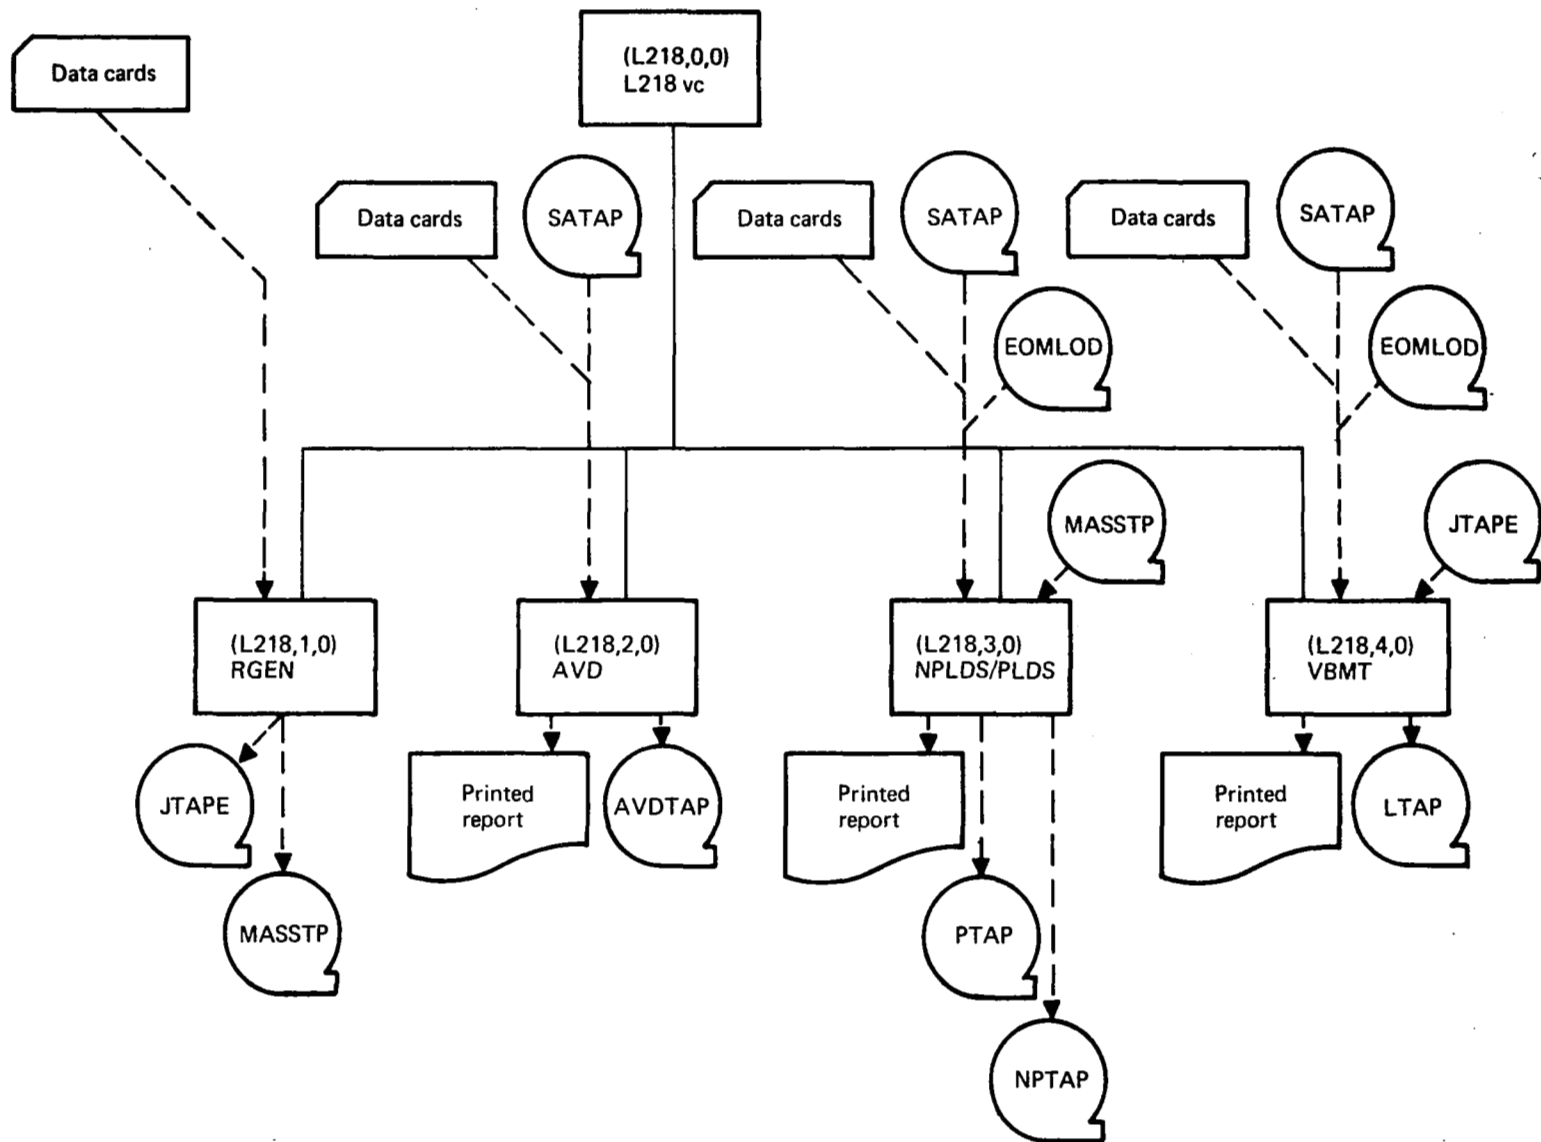 Data cards
(L218,0,0)
L218 vc
Data cards
SATAP
Data cards
SATAP
Data cards
SATAP
EOMLOD
EOMLOD
MASSTP
JTAPE
(L218,1,0)
RGEN
(L218,2,0)
AVD
(L218,3,0)
NPLDS/PLDS
(L218,4,0)
VBMT
JTAPE
Printed
report
AVDTAP
Printed
report
Printed
report
LTAP
MASSTP
PTAP
NPTAP